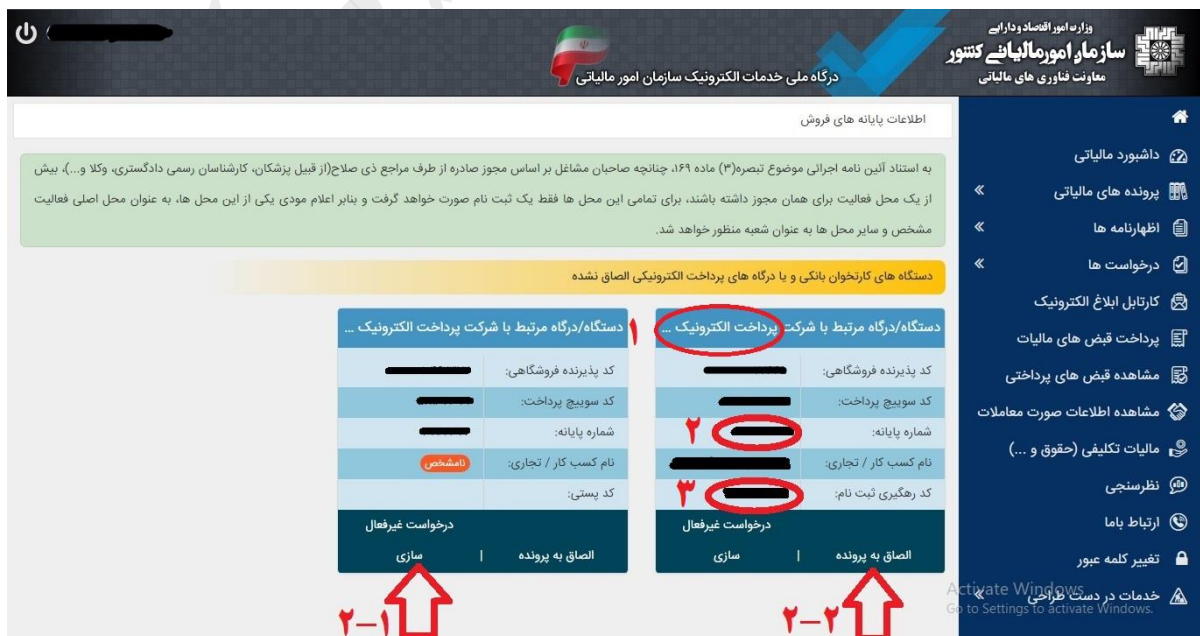 وزارت امور اقتصاد و دارایی
سازمان امور مالیاتی کشور
معاونت فناوری های مالیاتی
درگاه ملی خدمات الکترونیک سازمان امور مالیاتی
داشبورد مالیاتی
پرونده های مالیاتی
اظهارنامه ها
درخواست ها
کارتابل ابلاغ الکترونیک
پرداخت قبض های مالیات
مشاهده قبض های پرداختی
مشاهده اطلاعات صورت معاملات
مالیات تکلیفی (حقوق و ...)
نظرسنجی
ارتباط باما
تغییر کلمه عبور
خدمات در دست طراحی
اطلاعات پایانه های فروش
به استناد آئین نامه اجرائی موضوع تبصره(۳) ماده ۱۶۹، چنانچه صاحبان مشاغل بر اساس مجوز صادره از طرف مراجع ذی صلاح(از قبیل پزشکان، کارشناسان رسمی دادگستری، وکلا و...)، بیش
از یک محل فعالیت برای همان مجوز داشته باشند، برای تمامی این محل ها فقط یک ثبت نام صورت خواهد گرفت و بنابر اعلام مودی یکی از این محل ها، به عنوان محل اصلی فعالیت
مشخص و سایر محل ها به عنوان شعبه منظور خواهد شد.
دستگاه های کارتخوان بانکی و یا درگاه های پرداخت الکترونیکی الصاق نشده
دستگاه/درگاه مرتبط با شرکت پرداخت الکترونیک ...
۱
کد پذیرنده فروشگاهی:
کد سوییچ پرداخت:
شماره پایانه:
۲
نام کسب کار / تجاری:
کد رهگیری ثبت نام:
۳
الصاق به پرونده | درخواست غیرفعال سازی
۲-۲
دستگاه/درگاه مرتبط با شرکت پرداخت الکترونیک ...
کد پذیرنده فروشگاهی:
کد سوییچ پرداخت:
شماره پایانه:
نام کسب کار / تجاری: نامشخص
کد پستی:
الصاق به پرونده | درخواست غیرفعال سازی
۲-۱
Activate Windows
Go to Settings to activate Windows.